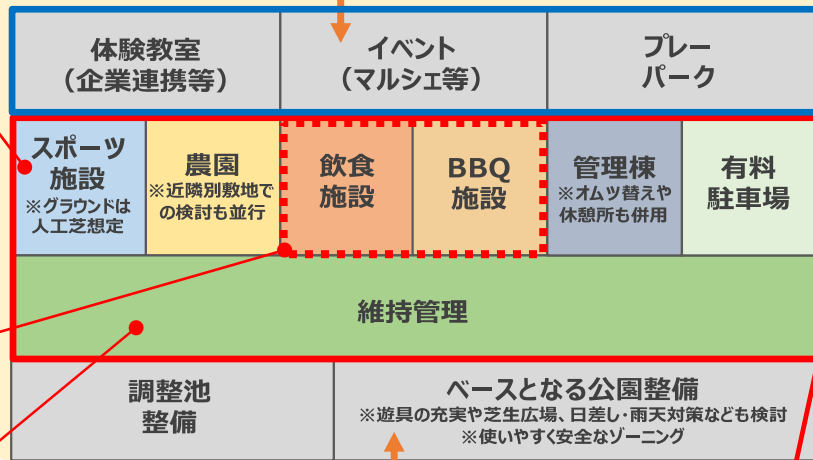 体験教室
（企業連携等）
イベント
（マルシェ等）
プレー
パーク
スポーツ
施設
※グラウンドは
人工芝想定
農園
※近隣別敷地で
の検討も並行
飲食
施設
BBQ
施設
管理棟
※オムツ替えや
休憩所も併用
有料
駐車場
維持管理
調整池
整備
ベースとなる公園整備
※遊具の充実や芝生広場、日差し・雨天対策なども検討
※使いやすく安全なゾーニング